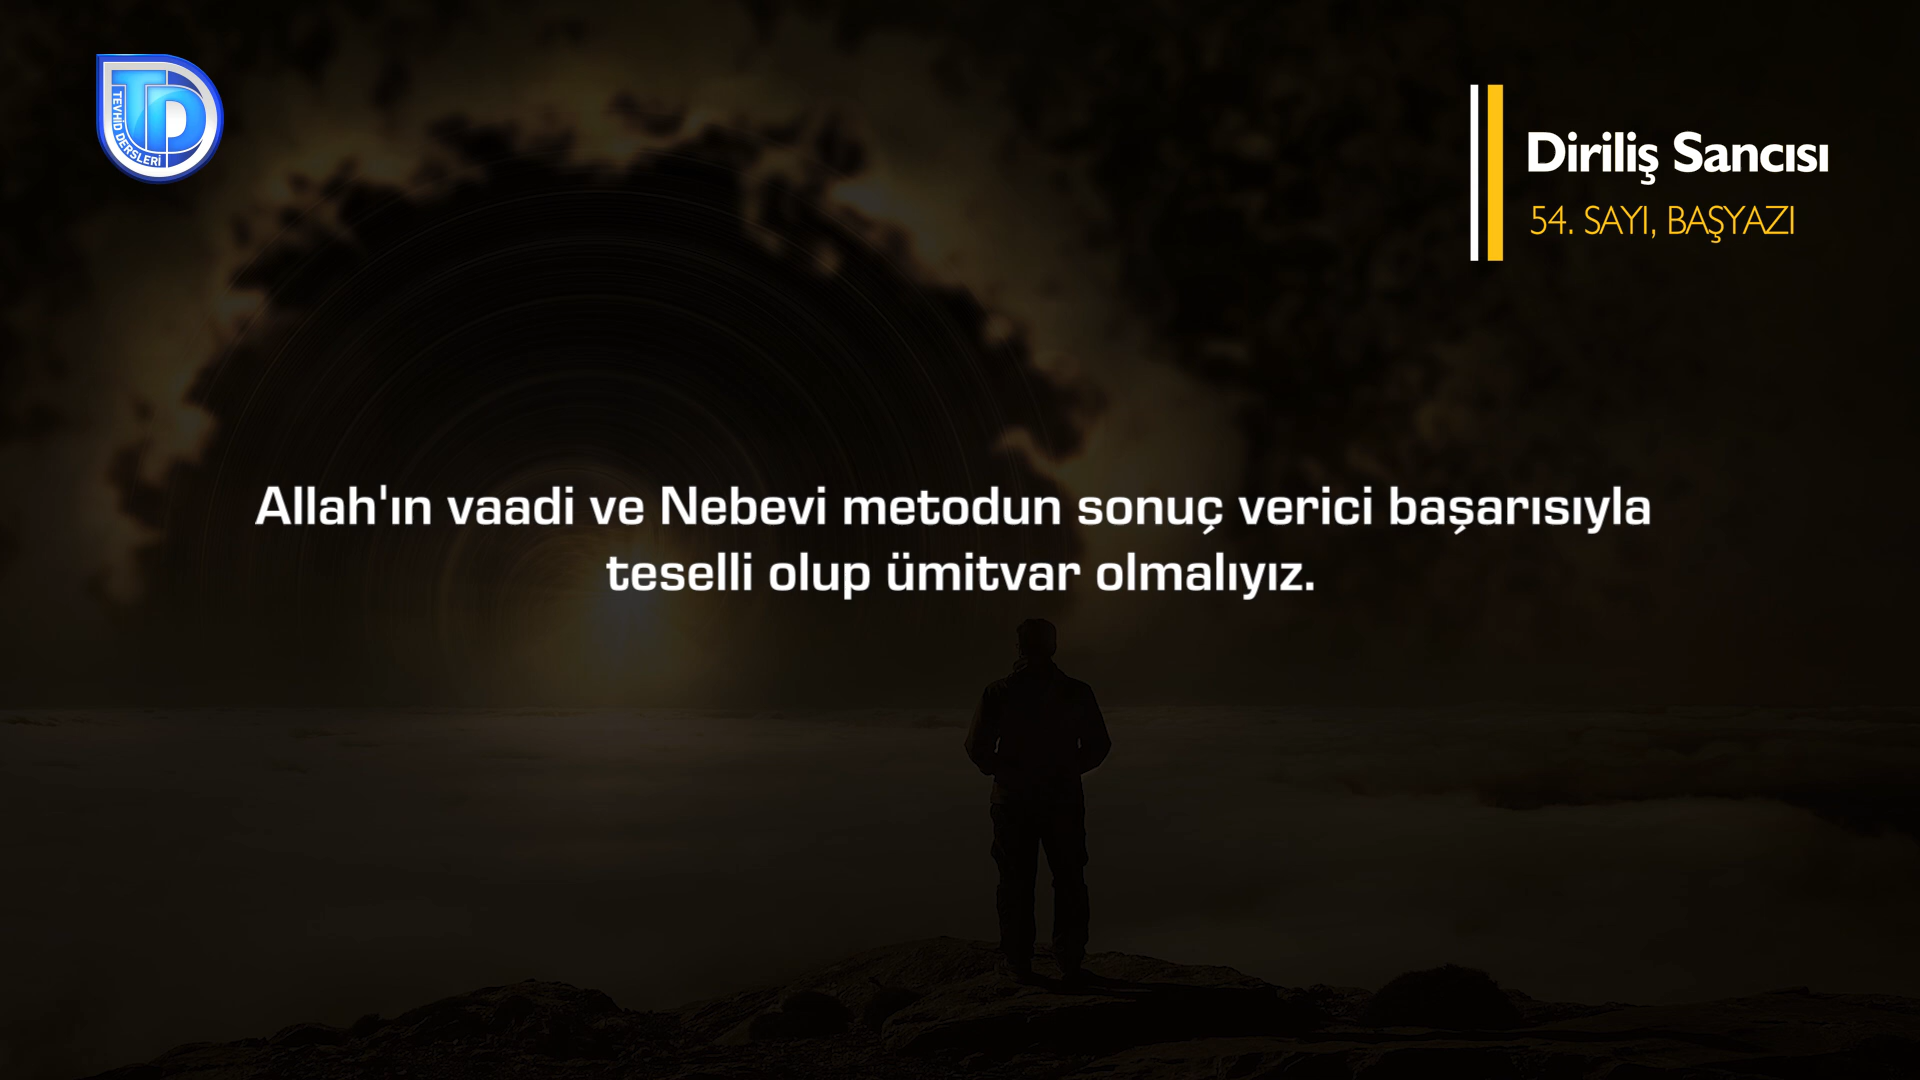 TD
TEVHİD DERSLERİ
Diriliş Sancısı
54. SAYI, BAŞYAZI
Allah'ın vaadi ve Nebevi metodun sonuç verici başarısıyla
teselli olup ümitvar olmalıyız.